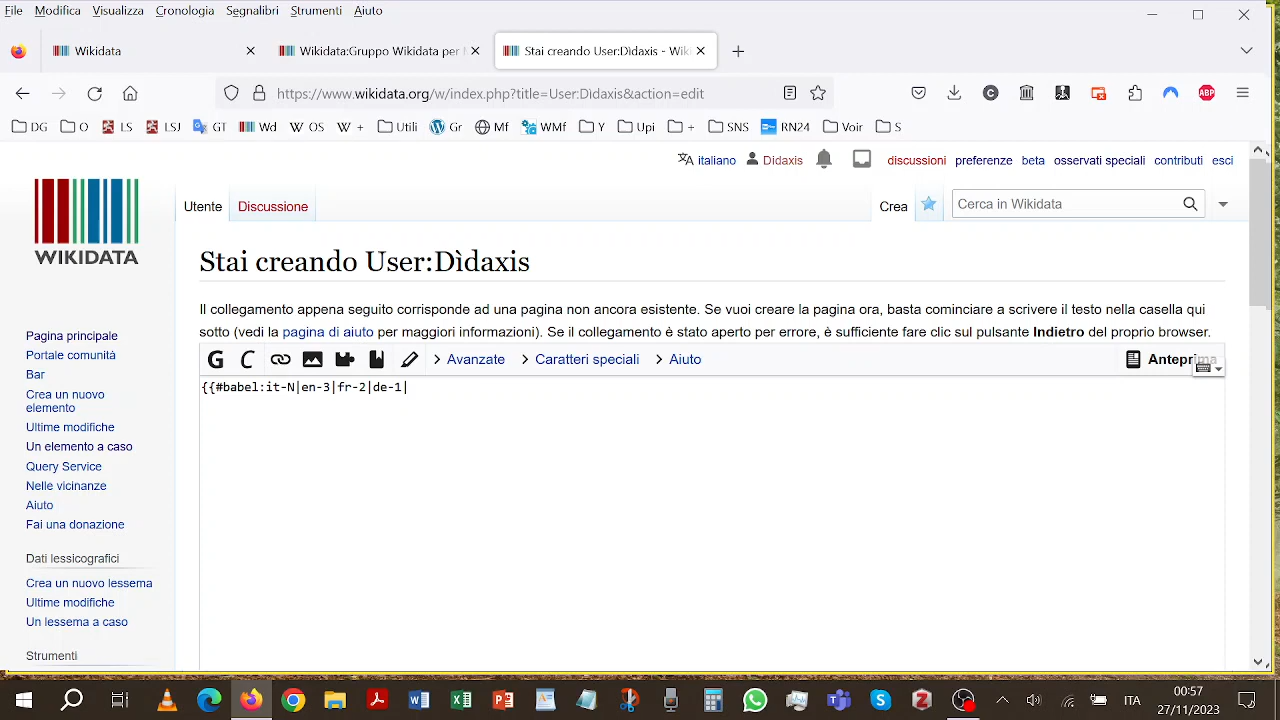 File Modifica Visualizza Cronologia Segnalibri Strumenti Aiuto
Wikidata
Wikidata:Gruppo Wikidata per
Stai creando User:Dìdaxis - Wiki
https://www.wikidata.org/w/index.php?title=User:Dìdaxis&action=edit
DG O LS LSJ GT Wd OS + Utili Gr Mf WMf Y Upi + SNS RN24 Voir S
italiano Dìdaxis discussioni preferenze beta osservati speciali contributi esci
Utente Discussione Crea Cerca in Wikidata
WIKIDATA
Stai creando User:Dìdaxis
Il collegamento appena seguito corrisponde ad una pagina non ancora esistente. Se vuoi creare la pagina ora, basta cominciare a scrivere il testo nella casella qui
sotto (vedi la pagina di aiuto per maggiori informazioni). Se il collegamento è stato aperto per errore, è sufficiente fare clic sul pulsante Indietro del proprio browser.
G C Avanzate Caratteri speciali Aiuto Anteprima
{{#babel:it-N|en-3|fr-2|de-1|
Pagina principale
Portale comunità
Bar
Crea un nuovo
elemento
Ultime modifiche
Un elemento a caso
Query Service
Nelle vicinanze
Aiuto
Fai una donazione
Dati lessicografici
Crea un nuovo lessema
Ultime modifiche
Un lessema a caso
Strumenti
ITA
00:57
27/11/2023